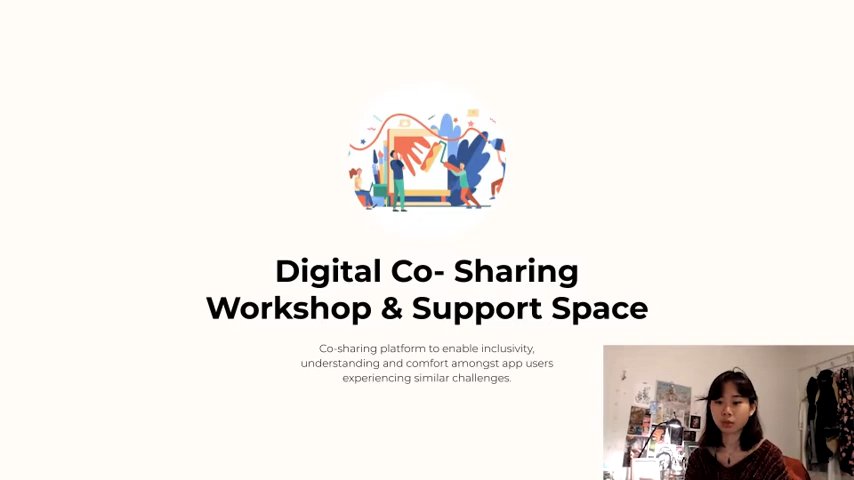 Digital Co- Sharing
Workshop & Support Space
Co-sharing platform to enable inclusivity,
understanding and comfort amongst app users
experiencing similar challenges.